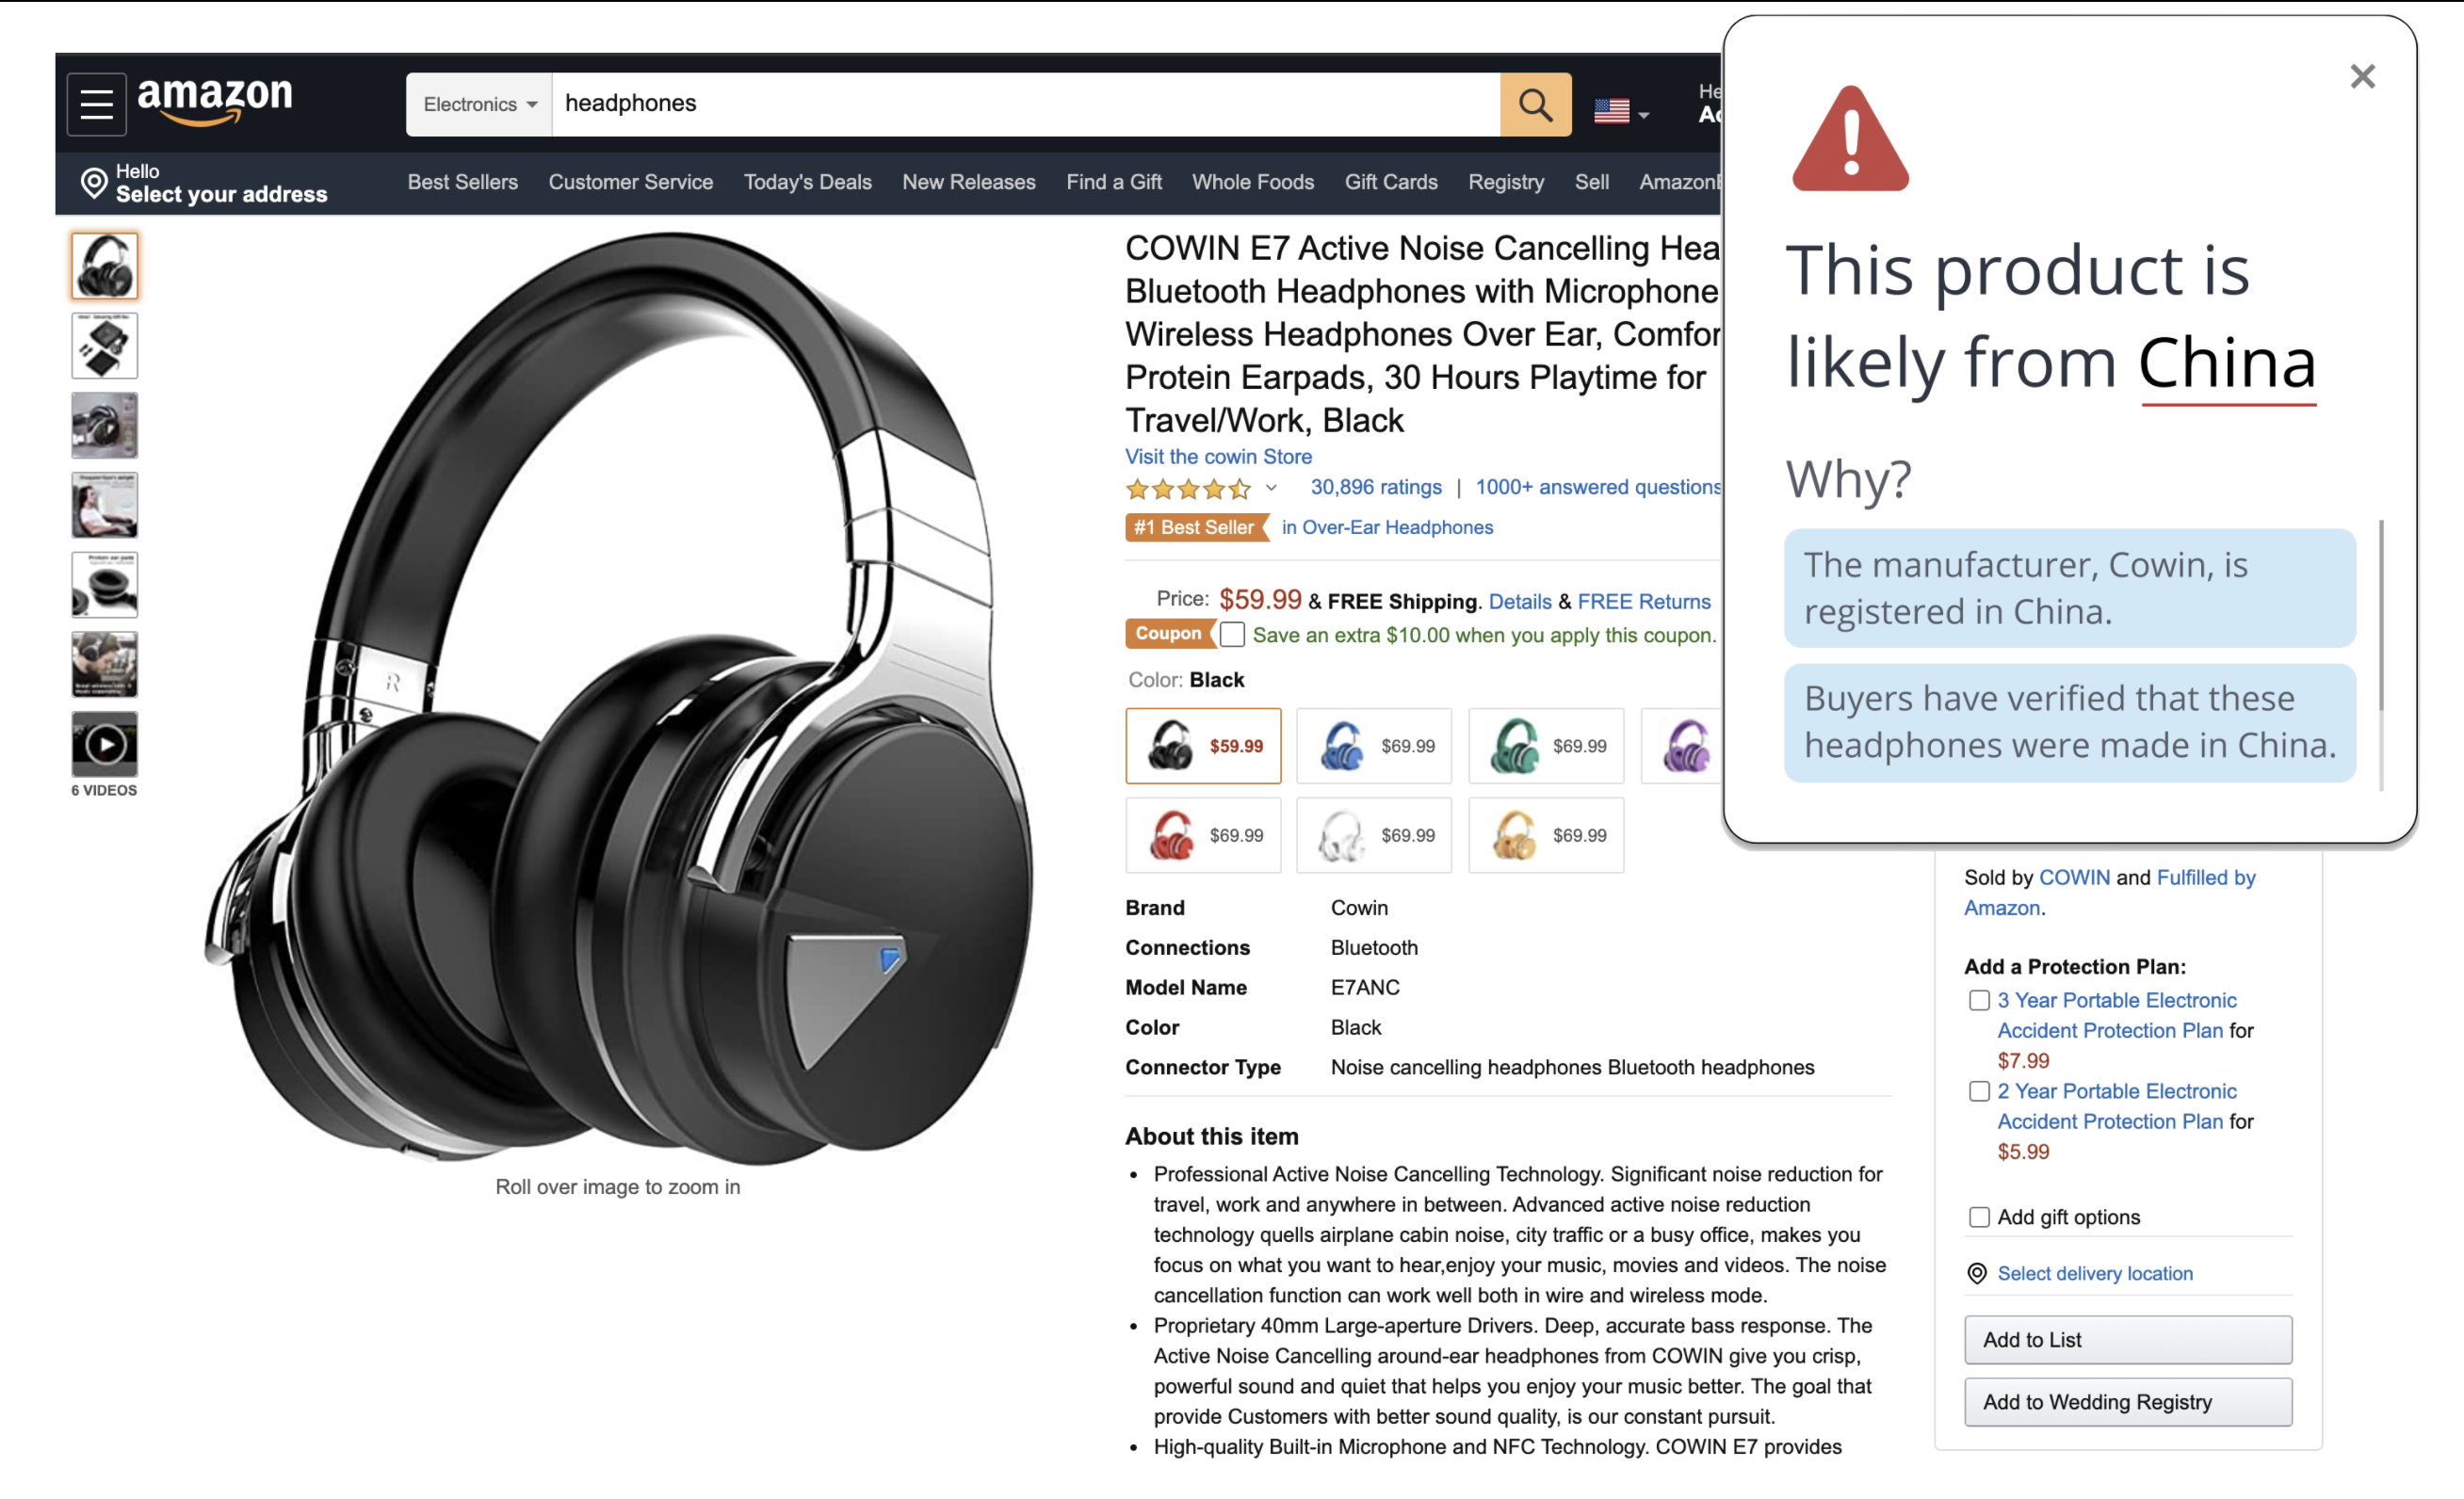 amazon
Electronics
headphones
He
Ac
Hello
Select your address
Best Sellers
Customer Service
Today's Deals
New Releases
Find a Gift
Whole Foods
Gift Cards
Registry
Sell
AmazonB
COWIN E7 Active Noise Cancelling Hea
Bluetooth Headphones with Microphone
Wireless Headphones Over Ear, Comfor
Protein Earpads, 30 Hours Playtime for
Travel/Work, Black
Visit the cowin Store
30,896 ratings | 1000+ answered questions
#1 Best Seller in Over-Ear Headphones
Price: $59.99 & FREE Shipping. Details & FREE Returns
Coupon Save an extra $10.00 when you apply this coupon.
Color: Black
$59.99
$69.99
$69.99
$69.99
$69.99
$69.99
R
6 VIDEOS
Roll over image to zoom in
Brand Cowin
Connections Bluetooth
Model Name E7ANC
Color Black
Connector Type Noise cancelling headphones Bluetooth headphones
About this item
• Professional Active Noise Cancelling Technology. Significant noise reduction for
travel, work and anywhere in between. Advanced active noise reduction
technology quells airplane cabin noise, city traffic or a busy office, makes you
focus on what you want to hear,enjoy your music, movies and videos. The noise
cancellation function can work well both in wire and wireless mode.
• Proprietary 40mm Large-aperture Drivers. Deep, accurate bass response. The
Active Noise Cancelling around-ear headphones from COWIN give you crisp,
powerful sound and quiet that helps you enjoy your music better. The goal that
provide Customers with better sound quality, is our constant pursuit.
• High-quality Built-in Microphone and NFC Technology. COWIN E7 provides
This product is
likely from China
Why?
The manufacturer, Cowin, is
registered in China.
Buyers have verified that these
headphones were made in China.
Sold by COWIN and Fulfilled by
Amazon.
Add a Protection Plan:
3 Year Portable Electronic
Accident Protection Plan for
$7.99
2 Year Portable Electronic
Accident Protection Plan for
$5.99
Add gift options
Select delivery location
Add to List
Add to Wedding Registry